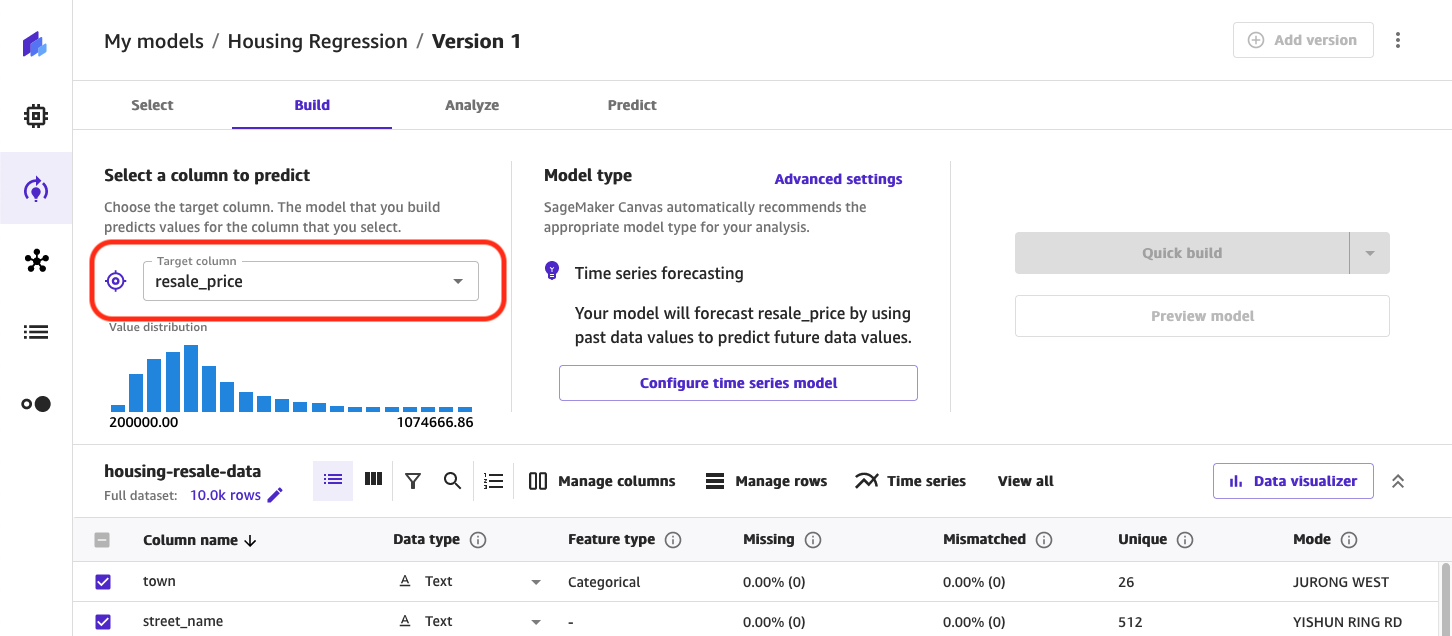 My models / Housing Regression / Version 1
Add version
Select
Build
Analyze
Predict
Select a column to predict
Choose the target column. The model that you build
predicts values for the column that you select.
Target column
resale_price
Value distribution
200000.00
1074666.86
Model type
Advanced settings
SageMaker Canvas automatically recommends the
appropriate model type for your analysis.
Time series forecasting
Your model will forecast resale_price by using
past data values to predict future data values.
Configure time series model
Quick build
Preview model
housing-resale-data
Full dataset: 10.0k rows
Manage columns
Manage rows
Time series
View all
Data visualizer
Column name Data type Feature type Missing Mismatched Unique Mode
town Text Categorical 0.00% (0) 0.00% (0) 26 JURONG WEST
street_name Text - 0.00% (0) 0.00% (0) 512 YISHUN RING RD